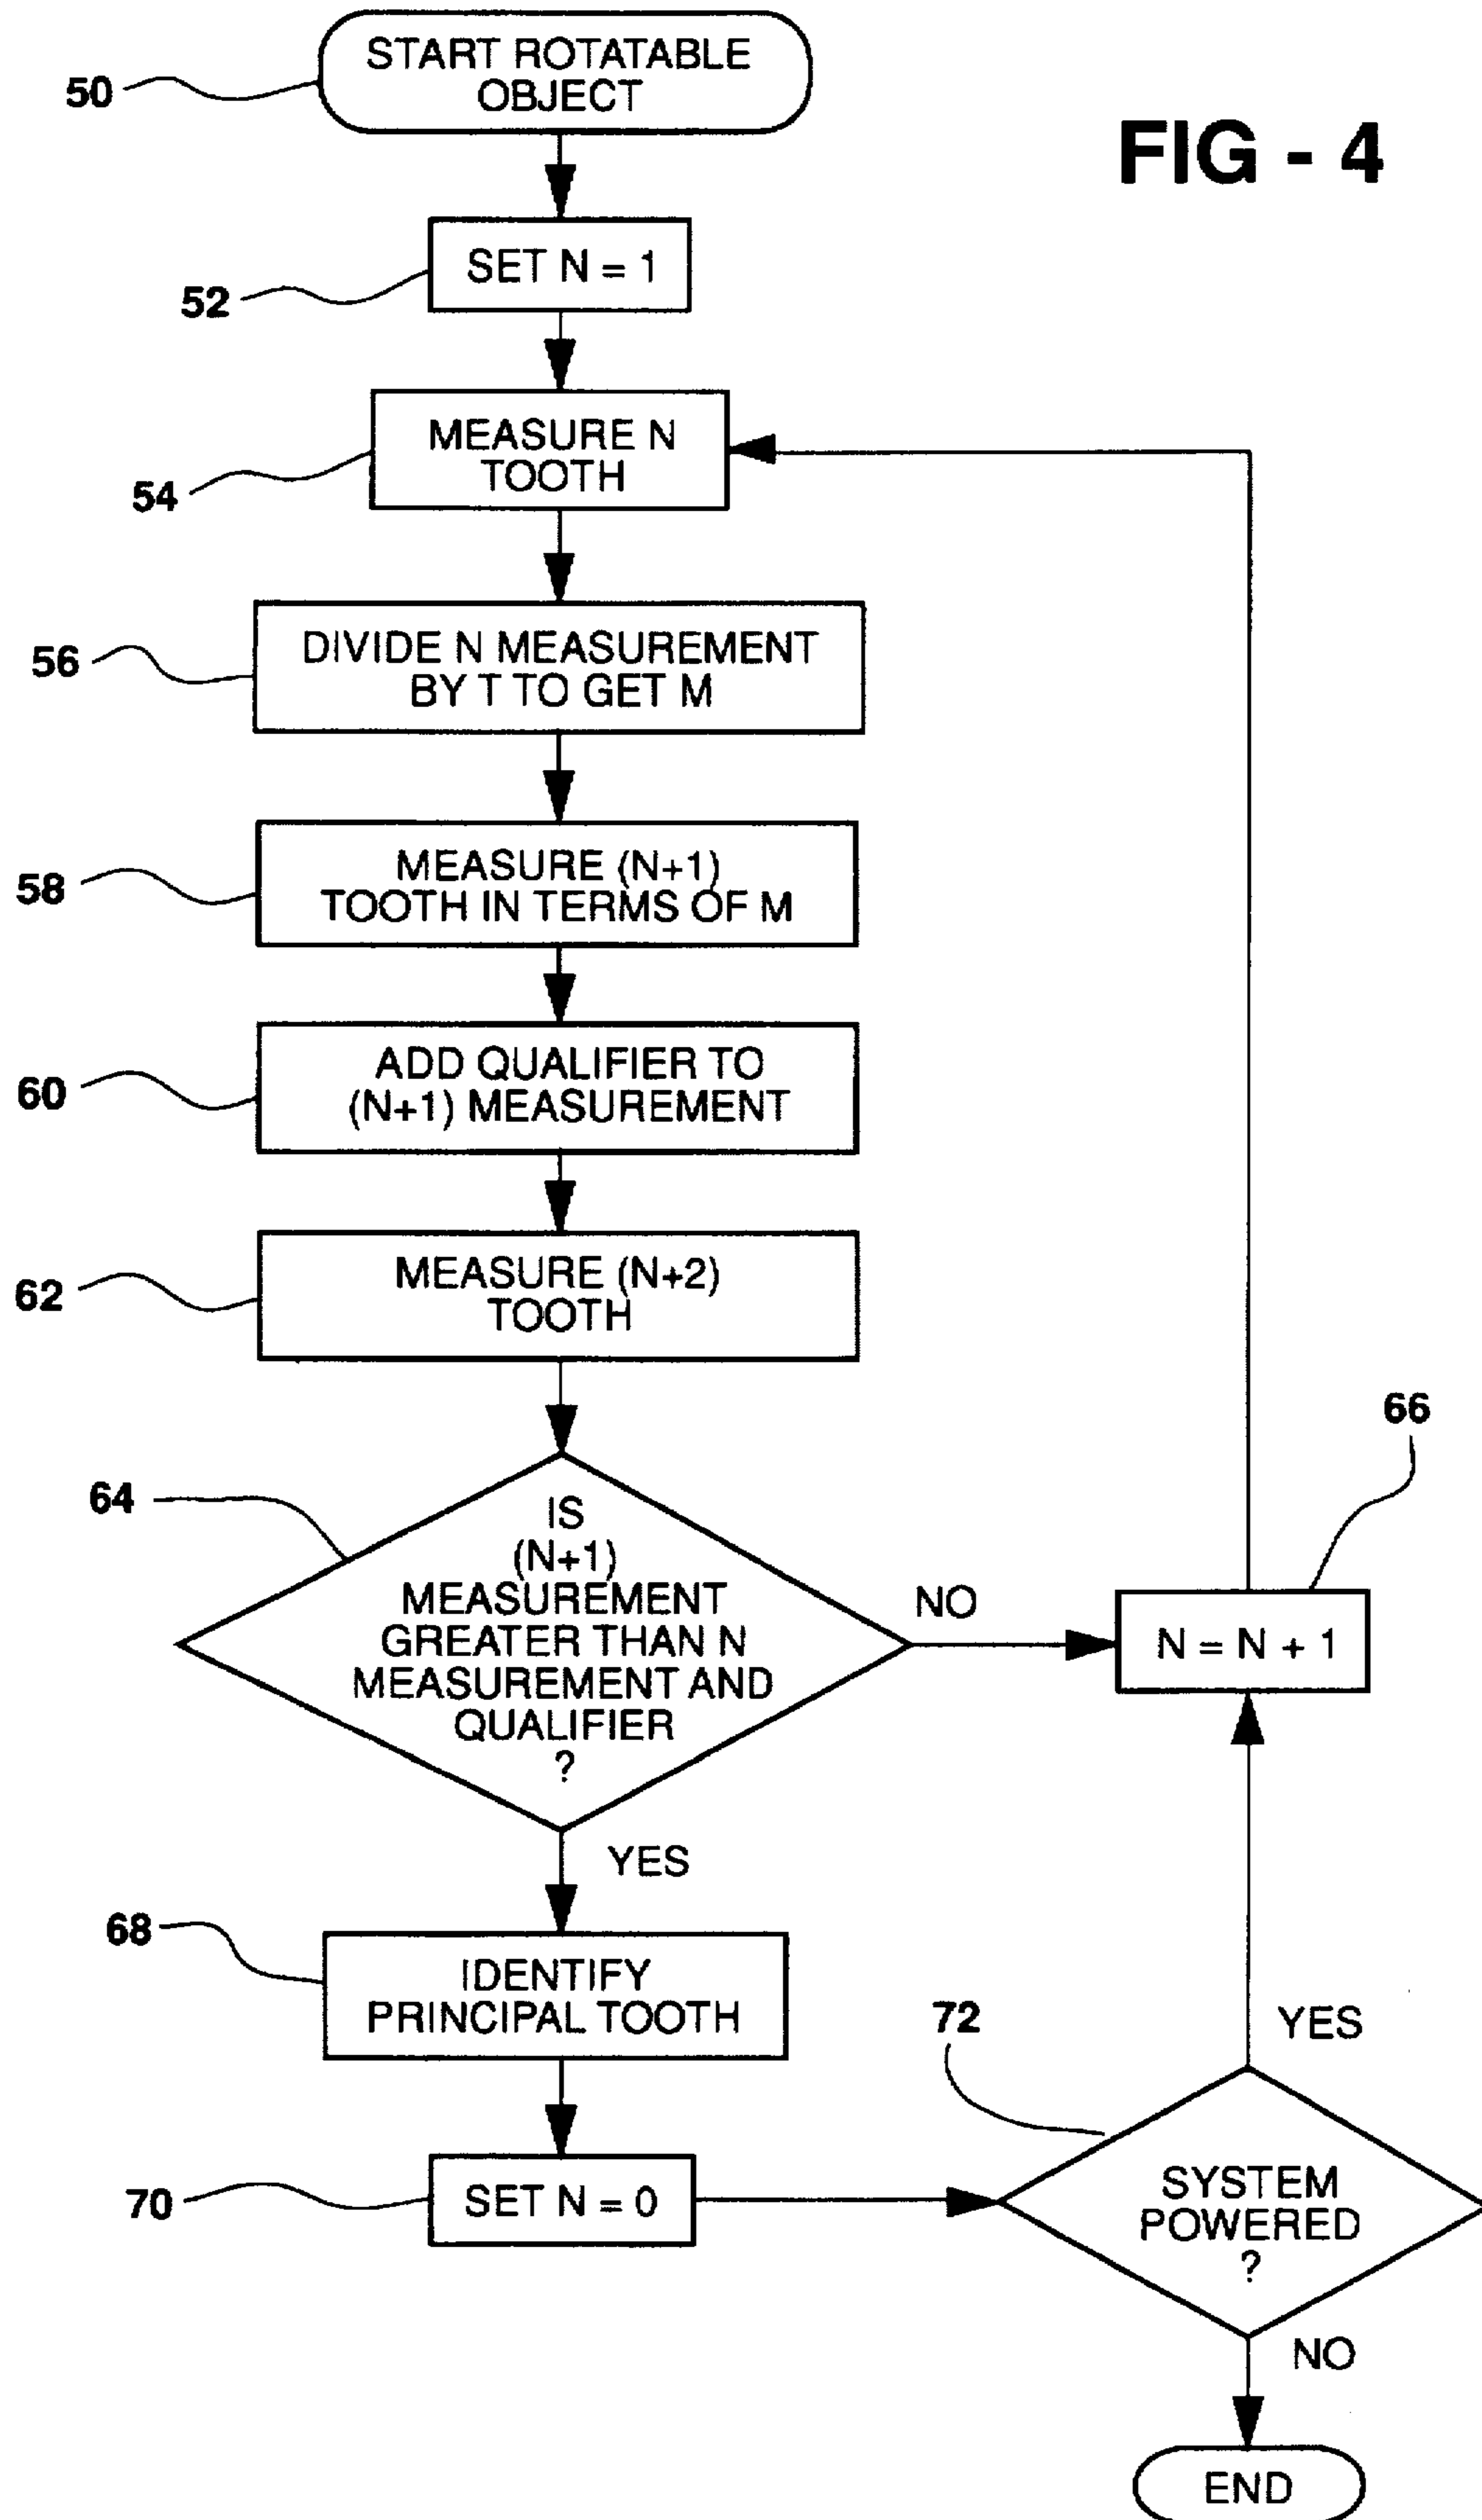 START ROTATABLE
OBJECT
50
FIG - 4
SET N = 1
52
MEASURE N
TOOTH
54
DIVIDE N MEASUREMENT
BY T TO GET M
56
MEASURE (N+1)
TOOTH IN TERMS OF M
58
ADD QUALIFIER TO
(N+1) MEASUREMENT
60
MEASURE (N+2)
TOOTH
62
66
64
IS
(N+1)
MEASUREMENT
GREATER THAN N
MEASUREMENT AND
QUALIFIER
?
NO
N = N + 1
YES
68
IDENTIFY
PRINCIPAL TOOTH
72
YES
70
SET N = 0
SYSTEM
POWERED
?
NO
END